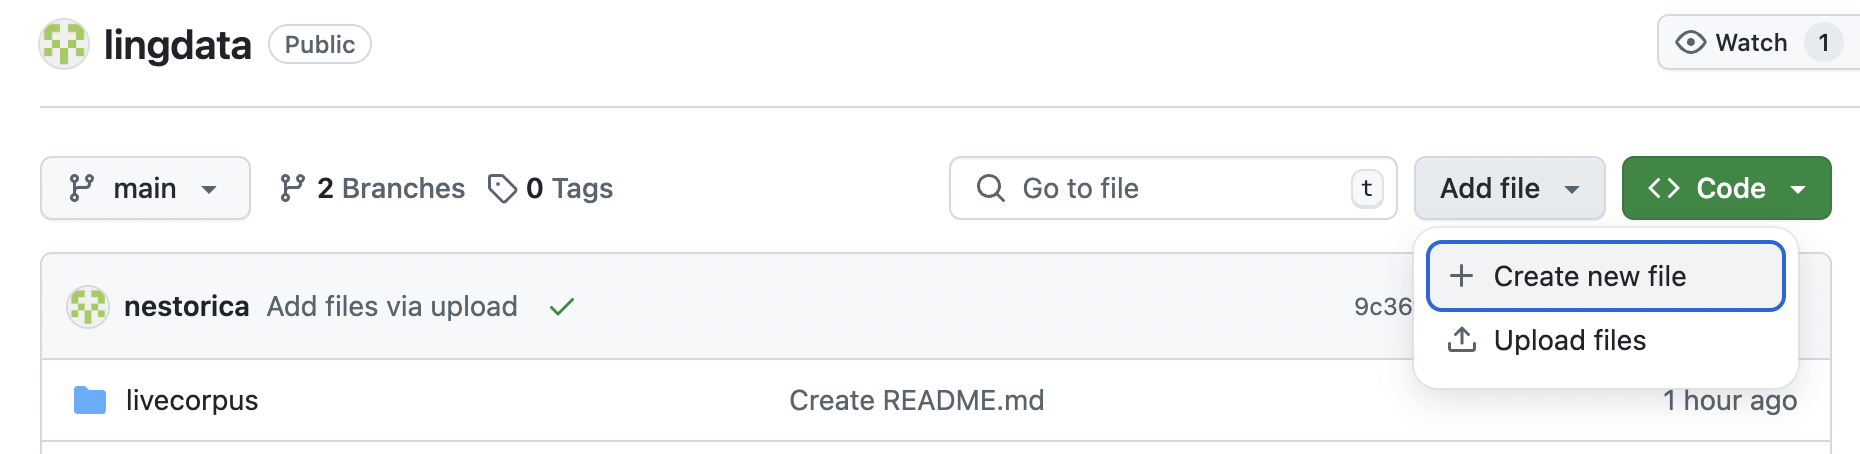 lingdata Public Watch 1
main 2 Branches 0 Tags Go to file t Add file Code
Create new file
nestorica Add files via upload 9c36
Upload files
livecorpus Create README.md 1 hour ago